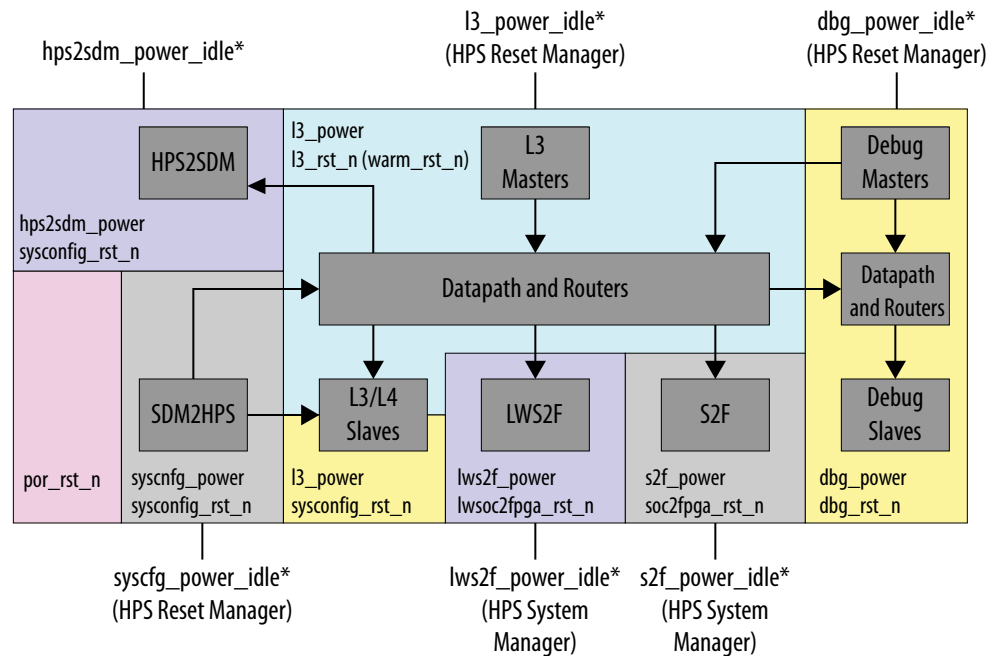 l3_power_idle*
(HPS Reset Manager)
dbg_power_idle*
(HPS Reset Manager)
hps2sdm_power_idle*
HPS2SDM
l3_power
l3_rst_n (warm_rst_n)
L3
Masters
Debug
Masters
hps2sdm_power
sysconfig_rst_n
Datapath and Routers
Datapath
and Routers
SDM2HPS
L3/L4
Slaves
LWS2F
S2F
Debug
Slaves
por_rst_n
syscnfg_power
sysconfig_rst_n
l3_power
sysconfig_rst_n
lws2f_power
lwsoc2fpga_rst_n
s2f_power
soc2fpga_rst_n
dbg_power
dbg_rst_n
syscfg_power_idle*
(HPS Reset Manager)
lws2f_power_idle*
(HPS System
Manager)
s2f_power_idle*
(HPS System
Manager)